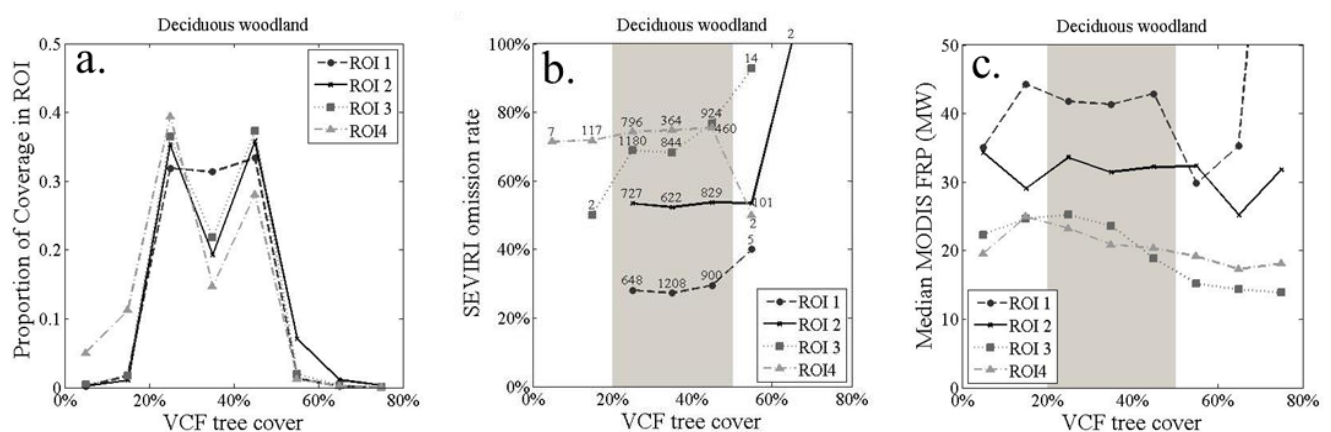 Deciduous woodland
a.
ROI 1
ROI 2
ROI 3
ROI4
0.5
0.4
0.3
0.2
0.1
0
0%
20%
40%
60%
80%
Proportion of Coverage in ROI
VCF tree cover
Deciduous woodland
b.
100%
80%
60%
40%
20%
0%
2
14
7
117
796
364
924
460
1180
844
2
727
622
829
101
2
5
648
1208
900
ROI 1
ROI 2
ROI 3
ROI4
0%
20%
40%
60%
80%
SEVIRI omission rate
VCF tree cover
Deciduous woodland
c.
50
40
30
20
10
0
ROI 1
ROI 2
ROI 3
ROI4
0%
20%
40%
60%
80%
Median MODIS FRP (MW)
VCF tree cover